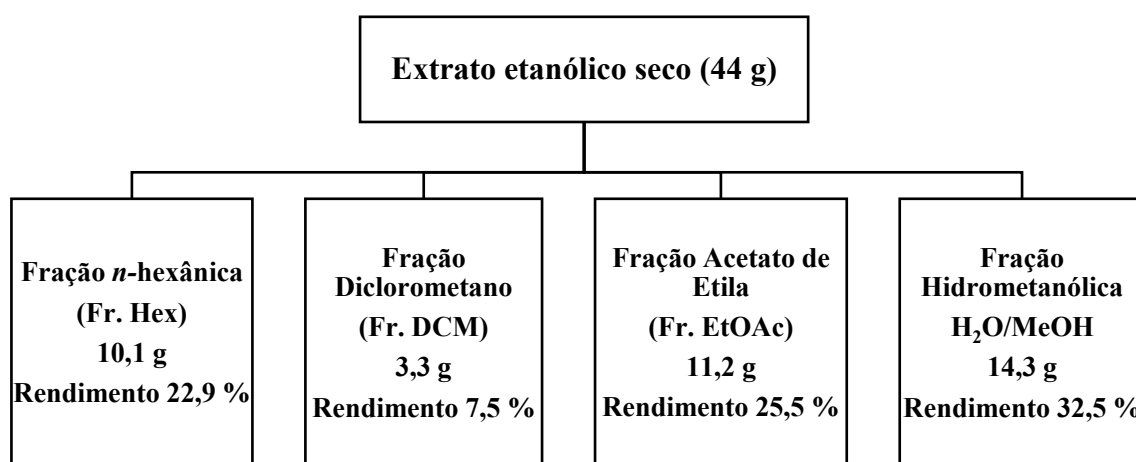 Extrato etanólico seco (44 g)
Fração n-hexânica
(Fr. Hex)
10,1 g
Rendimento 22,9 %
Fração
Diclorometano
(Fr. DCM)
3,3 g
Rendimento 7,5 %
Fração Acetato de
Etila
(Fr. EtOAc)
11,2 g
Rendimento 25,5 %
Fração
Hidrometanólica
H₂O/MeOH
14,3 g
Rendimento 32,5 %